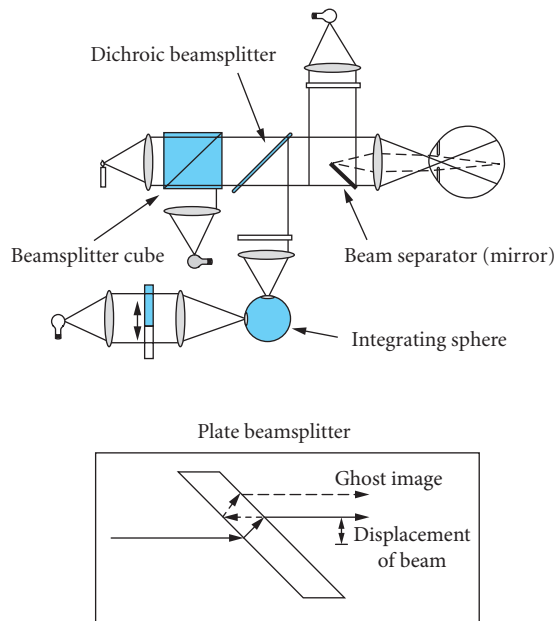 Dichroic beamsplitter
Beamsplitter cube
Beam separator (mirror)
Integrating sphere
Plate beamsplitter
Ghost image
Displacement
of beam